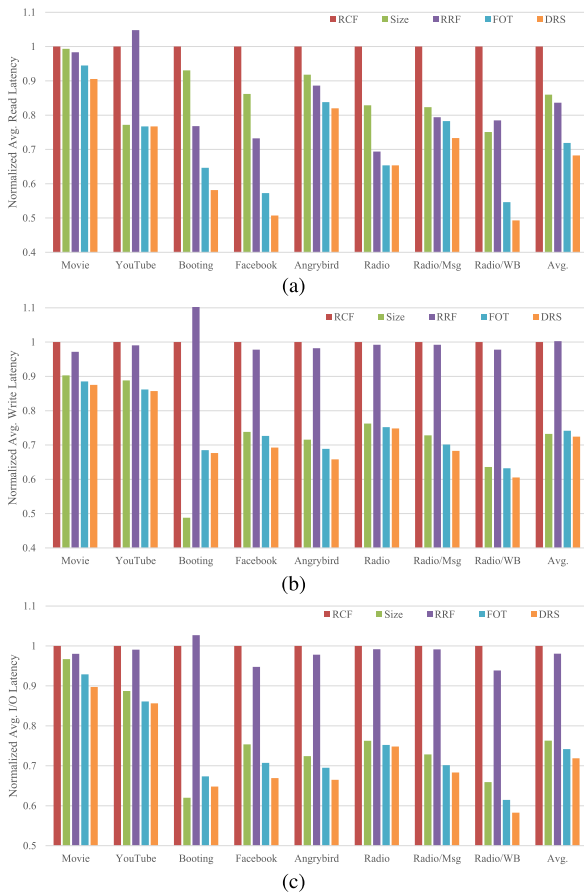 RCF Size RRF FOT DRS
Normalized Avg. Read Latency
1.1
1
0.9
0.8
0.7
0.6
0.5
0.4
Movie YouTube Booting Facebook Angrybird Radio Radio/Msg Radio/WB Avg.
(a)
RCF Size RRF FOT DRS
Normalized Avg. Write Latency
1.1
1
0.9
0.8
0.7
0.6
0.5
0.4
Movie YouTube Booting Facebook Angrybird Radio Radio/Msg Radio/WB Avg.
(b)
RCF Size RRF FOT DRS
Normalized Avg. I/O Latency
1.1
1
0.9
0.8
0.7
0.6
0.5
Movie YouTube Booting Facebook Angrybird Radio Radio/Msg Radio/WB Avg.
(c)